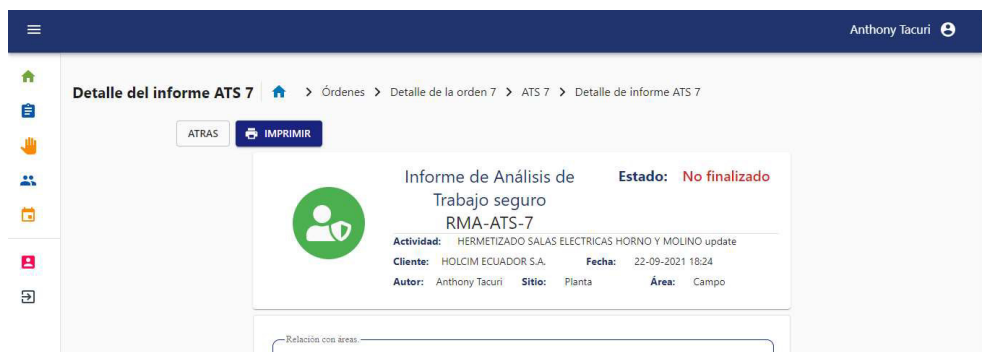 Anthony Tacuri
Detalle del informe ATS 7 > Órdenes > Detalle de la orden 7 > ATS 7 > Detalle de informe ATS 7
ATRAS IMPRIMIR
Informe de Análisis de Estado: No finalizado
Trabajo seguro
RMA-ATS-7
Actividad: HERMETIZADO SALAS ELECTRICAS HORNO Y MOLINO update
Cliente: HOLCIM ECUADOR S.A. Fecha: 22-09-2021 18:24
Autor: Anthony Tacuri Sitio: Planta Área: Campo
Relación con áreas.